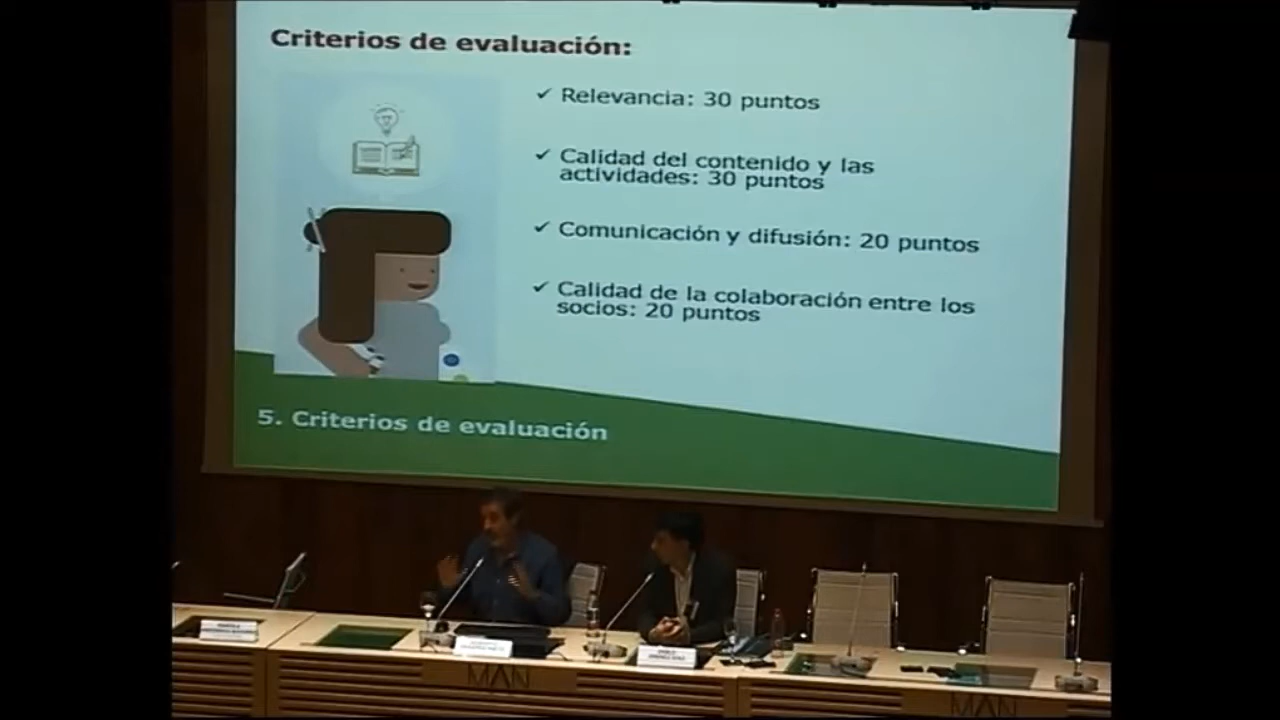 Criterios de evaluación:
✓ Relevancia: 30 puntos
✓ Calidad del contenido y las
actividades: 30 puntos
✓ Comunicación y difusión: 20 puntos
✓ Calidad de la colaboración entre los
socios: 20 puntos
5. Criterios de evaluación
MAN
MAN